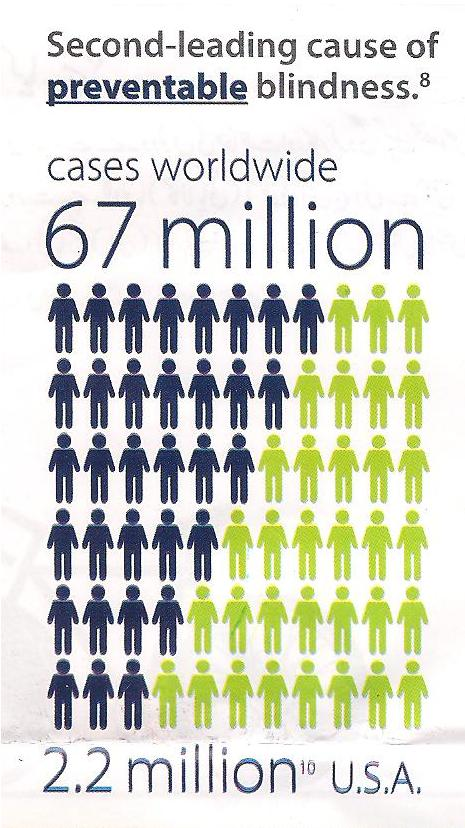 Second-leading cause of
preventable blindness.⁸
cases worldwide
67 million
2.2 million¹⁰ U.S.A.